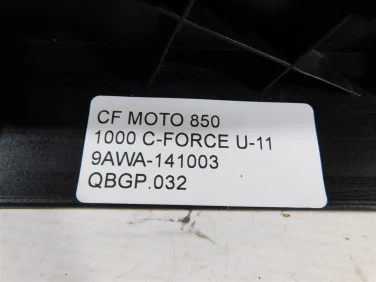 CF MOTO 850
1000 C-FORCE U-11
9AWA-141003
QBGP.032